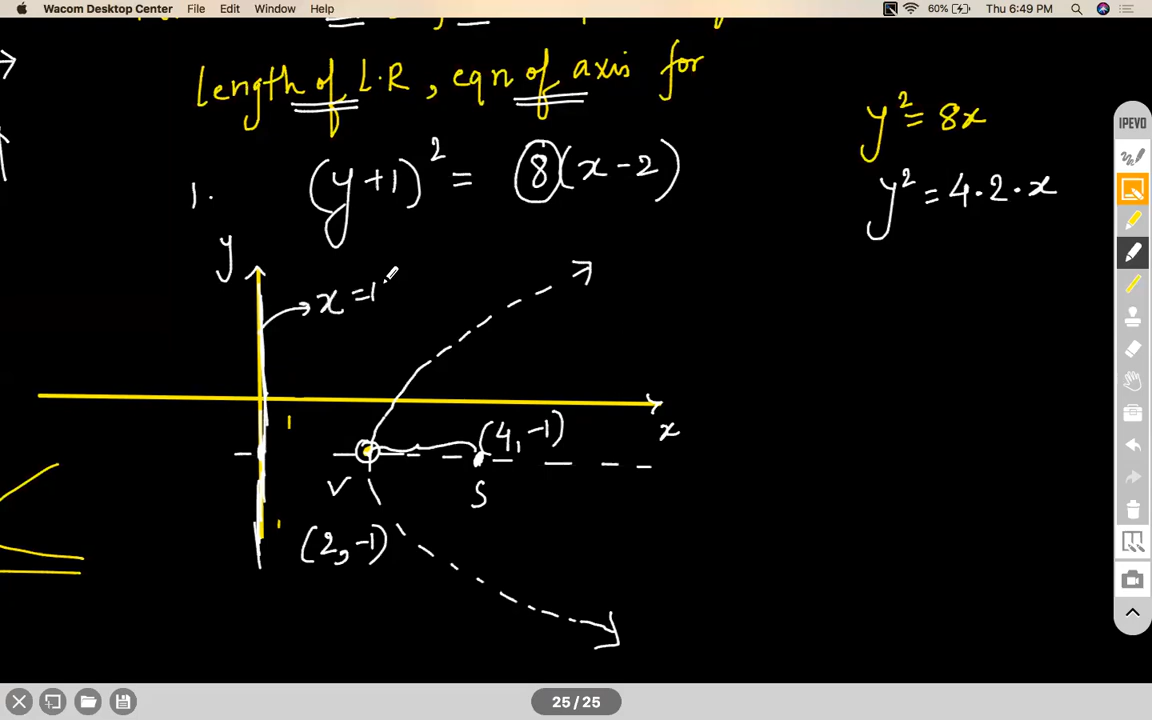 Wacom Desktop Center File Edit Window Help 60% Thu 6:49 PM
length of L.R, eqn of axis for
1. (y+1)² = 8(x-2)
y² = 8x
y² = 4·2·x
y
x = 1
IPEVO
1
x
(4, -1)
V
S
(2, -1)
25 / 25